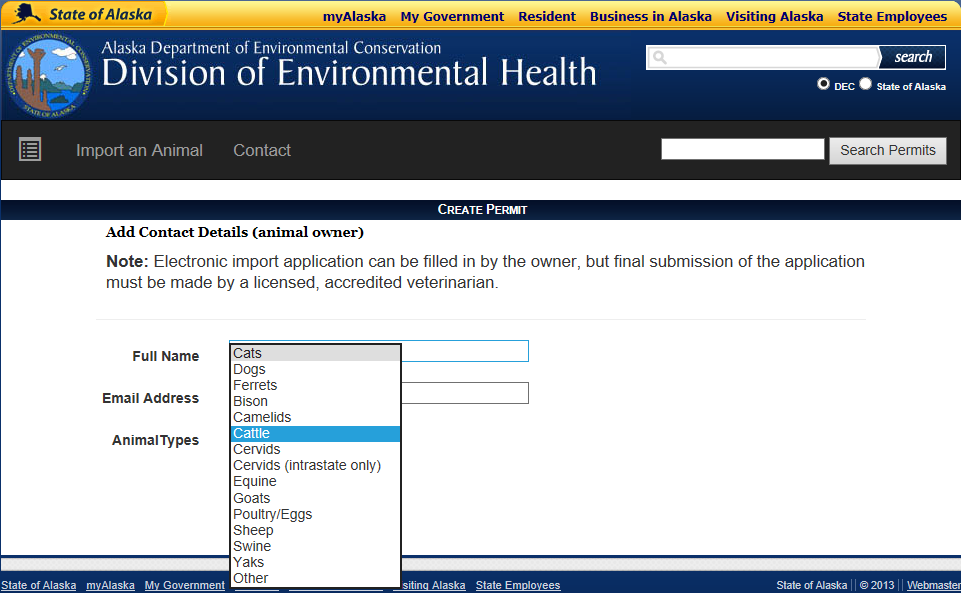 State of Alaska
myAlaska My Government Resident Business in Alaska Visiting Alaska State Employees
Alaska Department of Environmental Conservation
Division of Environmental Health
search
DEC State of Alaska
Import an Animal Contact
Search Permits
CREATE PERMIT
Add Contact Details (animal owner)
Note: Electronic import application can be filled in by the owner, but final submission of the application
must be made by a licensed, accredited veterinarian.
Full Name
Email Address
AnimalTypes
Cats
Dogs
Ferrets
Bison
Camelids
Cattle
Cervids
Cervids (intrastate only)
Equine
Goats
Poultry/Eggs
Sheep
Swine
Yaks
Other
State of Alaska myAlaska My Government siting Alaska State Employees
State of Alaska © 2013 Webmaster